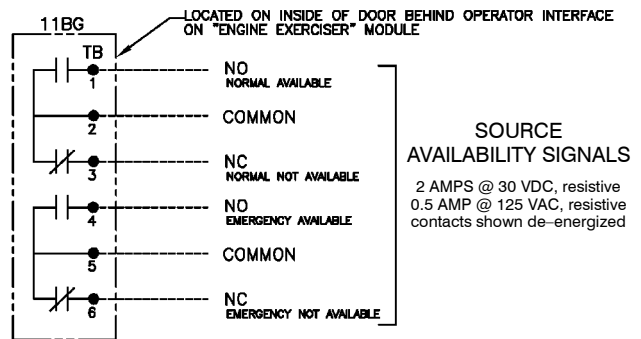 LOCATED ON INSIDE OF DOOR BEHIND OPERATOR INTERFACE
ON "ENGINE EXERCISER" MODULE
11BG
TB
1
NO
NORMAL AVAILABLE
2
COMMON
3
NC
NORMAL NOT AVAILABLE
4
NO
EMERGENCY AVAILABLE
5
COMMON
6
NC
EMERGENCY NOT AVAILABLE
SOURCE
AVAILABILITY SIGNALS
2 AMPS @ 30 VDC, resistive
0.5 AMP @ 125 VAC, resistive
contacts shown de–energized